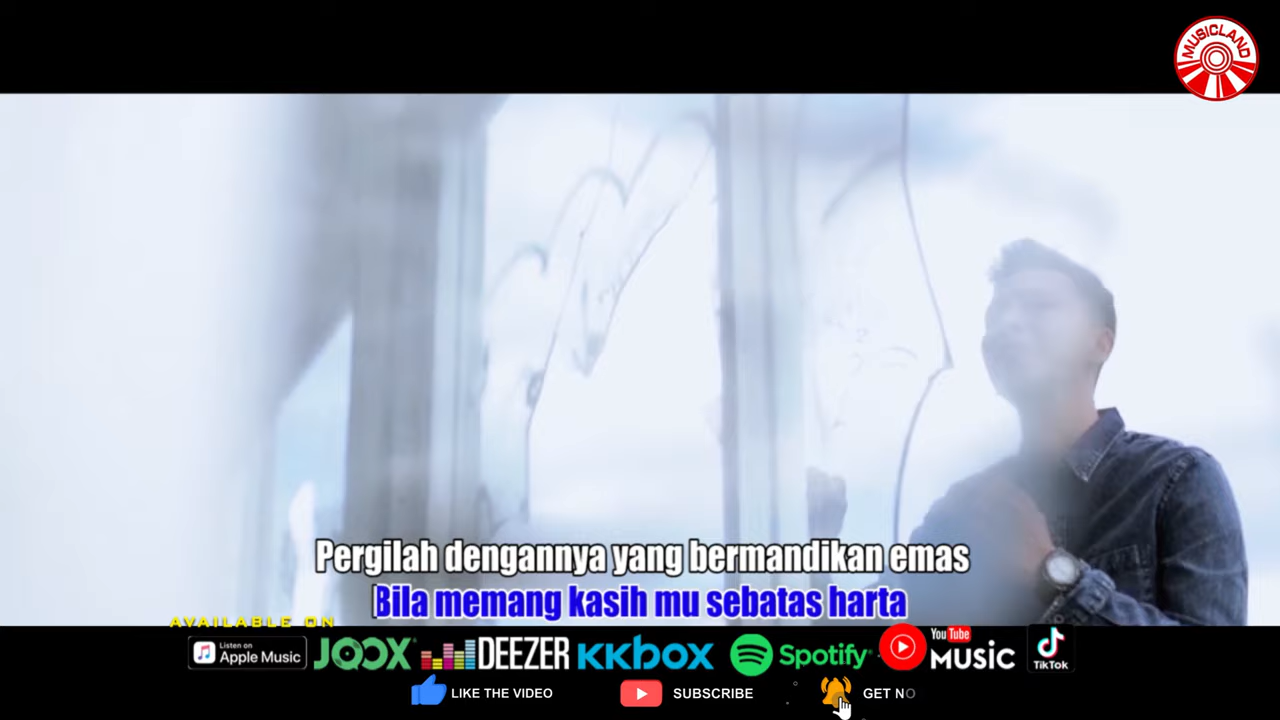 MUSICLAND
Pergilah dengannya yang bermandikan emas
Bila memang kasih mu sebatas harta
AVAILABLE ON
Listen on
Apple Music
JOOX
DEEZER
KKBOX
Spotify
YouTube
MUSIC
TikTok
LIKE THE VIDEO
SUBSCRIBE
GET NO